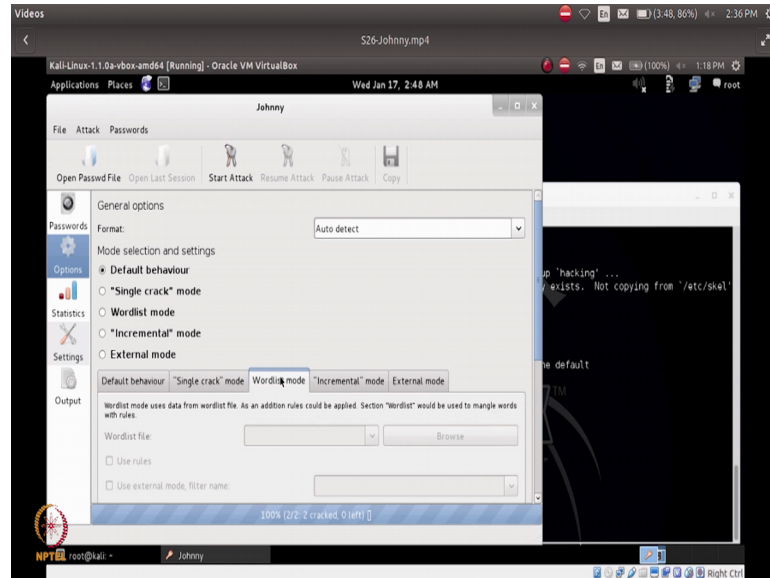 Videos
En (3:48, 86%) 2:36 PM
S26-Johnny.mp4
Kali-Linux-1.1.0a-vbox-amd64 [Running] - Oracle VM VirtualBox
En (100%) 1:18 PM
Applications Places Wed Jan 17, 2:48 AM root
Johnny
File Attack Passwords
Open Passwd File Open Last Session Start Attack Resume Attack Pause Attack Copy
Passwords
Options
Statistics
Settings
Output
General options
Format: Auto detect
Mode selection and settings
Default behaviour
"Single crack" mode
Wordlist mode
"Incremental" mode
External mode
Default behaviour "Single crack" mode Wordlist mode "Incremental" mode External mode
Wordlist mode uses data from wordlist file. As an addition rules could be applied. Section "Wordlist" would be used to mangle words
with rules.
Wordlist file: Browse
Use rules
Use external mode, filter name:
100% (2/2: 2 cracked, 0 left) []
up `hacking' ...
y exists. Not copying from `/etc/skel'
he default
TM
NPTEL root@kali: ~ Johnny
Right Ctrl